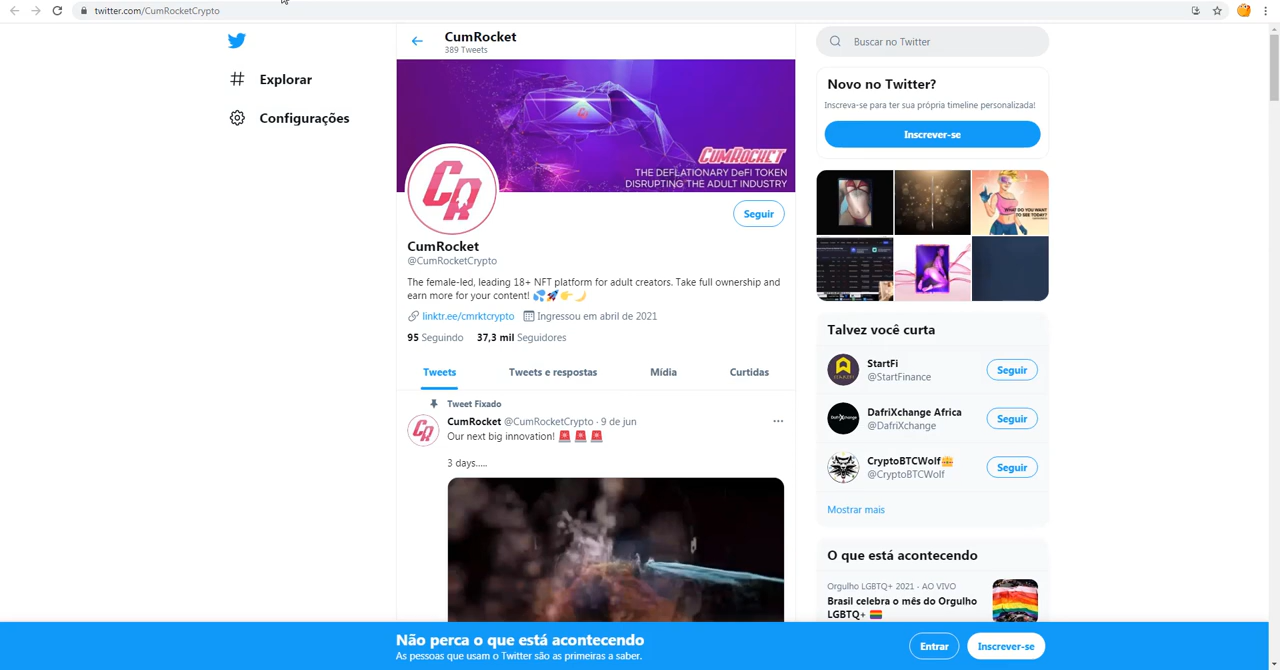 twitter.com/CumRocketCrypto
CumRocket
389 Tweets
Buscar no Twitter
Explorar
Configurações
CUMROCKET
THE DEFLATIONARY DEFI TOKEN
DISRUPTING THE ADULT INDUSTRY
CR
Seguir
CumRocket
@CumRocketCrypto
The female-led, leading 18+ NFT platform for adult creators. Take full ownership and
earn more for your content! 💦🚀👉🌙
linktr.ee/cmrktcrypto Ingressou em abril de 2021
95 Seguindo 37,3 mil Seguidores
Tweets Tweets e respostas Mídia Curtidas
Tweet Fixado
CumRocket @CumRocketCrypto · 9 de jun
Our next big innovation! 🚨 🚨 🚨
3 days.....
Novo no Twitter?
Inscreva-se para ter sua própria timeline personalizada!
Inscrever-se
WHAT DO YOU WANT
TO SEE TODAY?
Talvez você curta
StartFi
@StartFinance
Seguir
DafriXchange Africa
@DafriXchange
Seguir
CryptoBTCWolf👑
@CryptoBTCWolf
Seguir
Mostrar mais
O que está acontecendo
Orgulho LGBTQ+ 2021 · AO VIVO
Brasil celebra o mês do Orgulho
LGBTQ+ 🏳️‍🌈
Não perca o que está acontecendo
As pessoas que usam o Twitter são as primeiras a saber.
Entrar
Inscrever-se